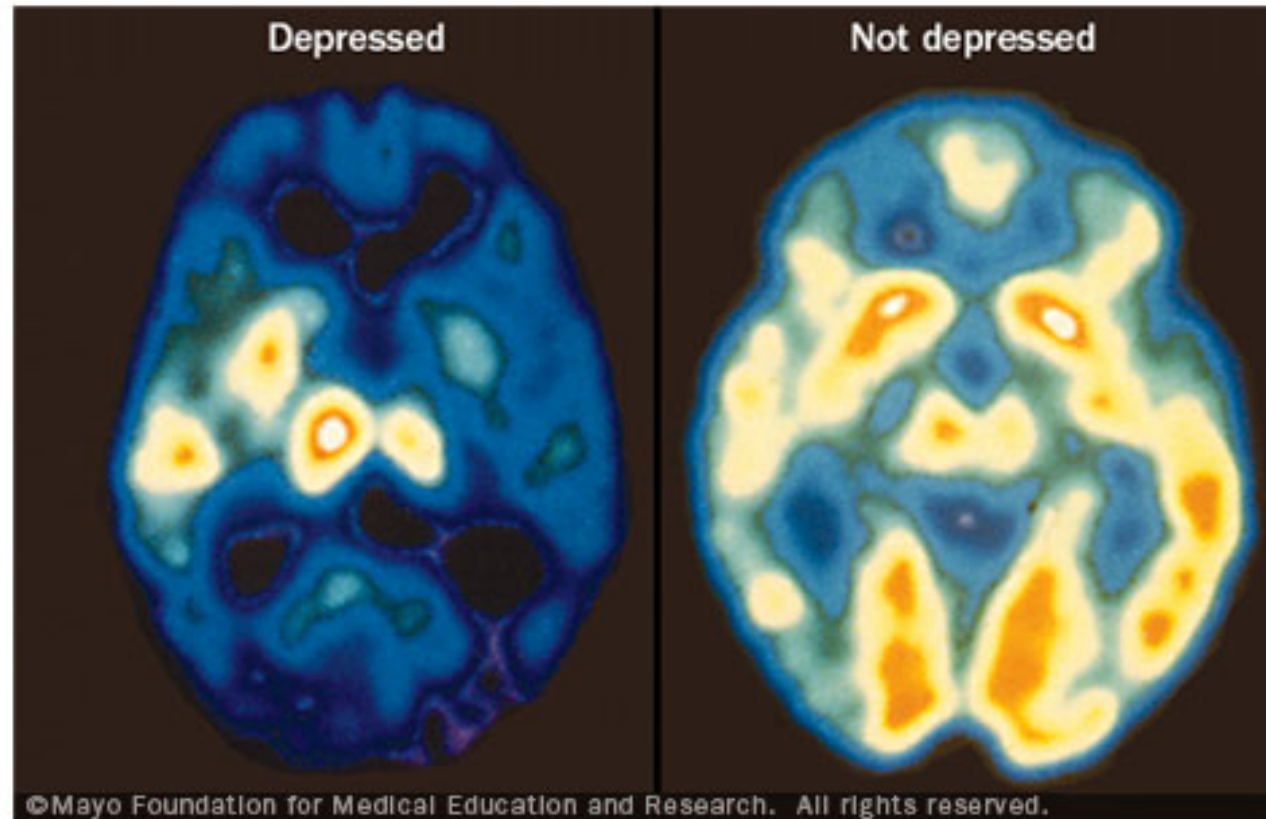 Depressed
Not depressed
©Mayo Foundation for Medical Education and Research. All rights reserved.